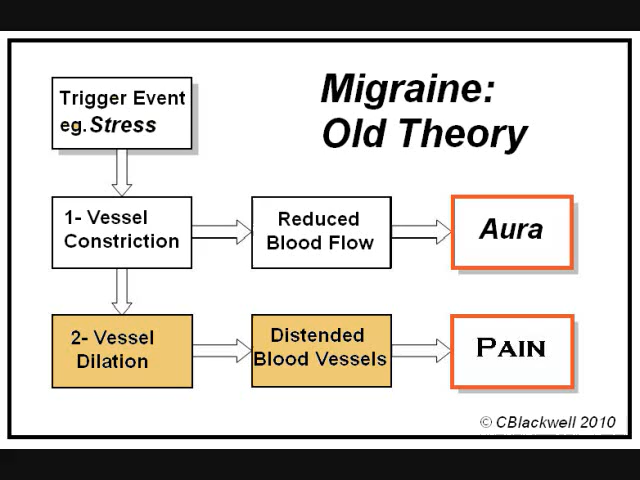 Migraine:
Old Theory
Trigger Event
eg. Stress
1- Vessel
Constriction
Reduced
Blood Flow
Aura
2- Vessel
Dilation
Distended
Blood Vessels
PAIN
© CBlackwell 2010